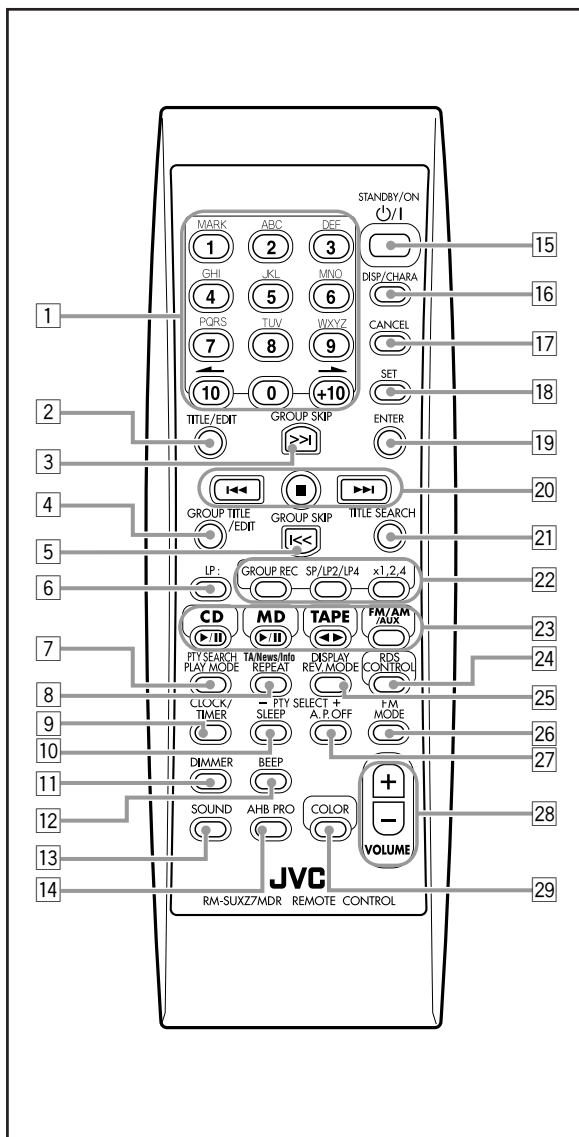 STANDBY/ON
⏻/I
MARK ABC DEF
1 2 3
15
DISP/CHARA
16
GHI JKL MNO
1
4 5 6
CANCEL
17
PQRS TUV WXYZ
7 8 9
SET
18
10 0 +10
2
TITLE/EDIT
GROUP SKIP
ENTER
>>I
19
3
I◄◄ ■ ►►I
20
4
GROUP TITLE
/EDIT
GROUP SKIP
TITLE SEARCH
I<<
21
5
LP :
GROUP REC SP/LP2/LP4 x1,2,4
6
22
CD MD TAPE FM/AM
/AUX
►/II ►/II ◄ ►
23
7
PTY SEARCH
PLAY MODE
TA/News/Info
REPEAT
DISPLAY
REV. MODE
RDS
CONTROL
24
8
25
9
CLOCK/
TIMER
– PTY SELECT +
SLEEP
A. P. OFF
FM
MODE
26
10
27
DIMMER
BEEP
11
12
+
–
VOLUME
28
SOUND
AHB PRO
COLOR
13
14
29
JVC
RM-SUXZ7MDR REMOTE CONTROL